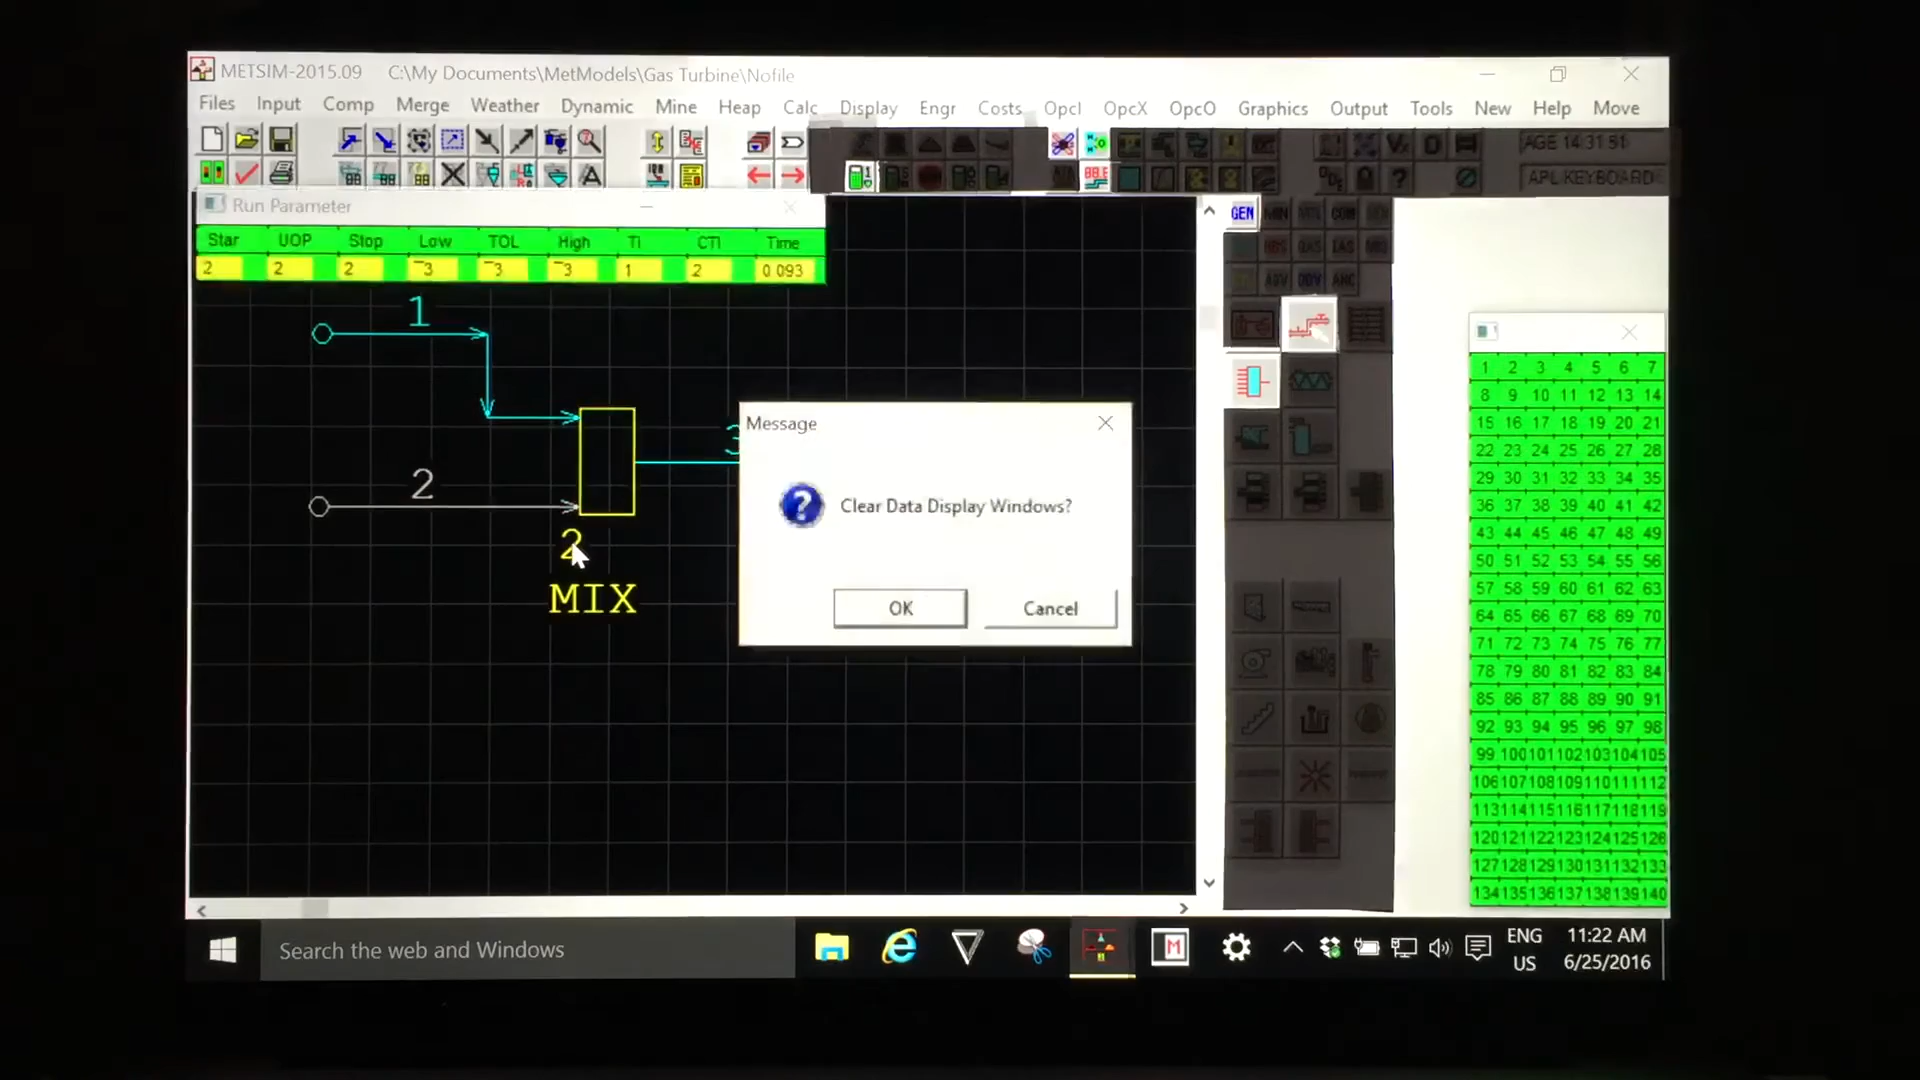 METSIM-2015.09 C:\My Documents\MetModels\Gas Turbine\Nofile
Files Input Comp Merge Weather Dynamic Mine Heap Calc Display Engr Costs OpcI OpcX OpcO Graphics Output Tools New Help Move
AGE 14:31:51
APL KEYBOARD
Run Parameter
Star UOP Stop Low TOL High TI CTI Time
2 2 2 ¯3 ¯3 ¯3 1 2 0 093
GEN
1
2
3
2
MIX
Message
Clear Data Display Windows?
OK Cancel
1 2 3 4 5 6 7
8 9 10 11 12 13 14
15 16 17 18 19 20 21
22 23 24 25 26 27 28
29 30 31 32 33 34 35
36 37 38 39 40 41 42
43 44 45 46 47 48 49
50 51 52 53 54 55 56
57 58 59 60 61 62 63
64 65 66 67 68 69 70
71 72 73 74 75 76 77
78 79 80 81 82 83 84
85 86 87 88 89 90 91
92 93 94 95 96 97 98
99 100 101 102 103 104 105
106 107 108 109 110 111 112
113 114 115 116 117 118 119
120 121 122 123 124 125 126
127 128 129 130 131 132 133
134 135 136 137 138 139 140
Search the web and Windows
ENG
US
11:22 AM
6/25/2016